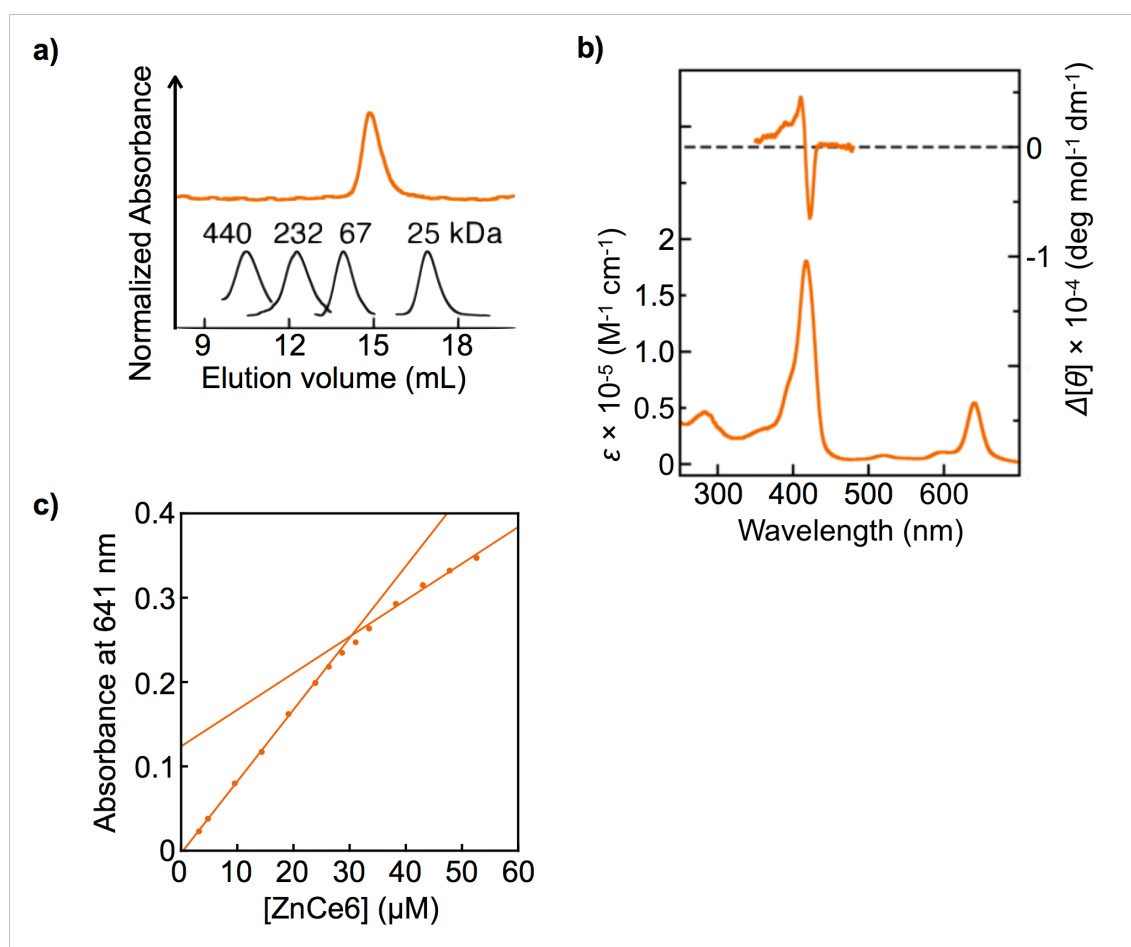 a)
Normalized Absorbance
440 232 67 25 kDa
9 12 15 18
Elution volume (mL)
b)
ε × 10-5 (M-1 cm-1)
2
1.5
1.0
0.5
0
0
-1
Δ[θ] × 10-4 (deg mol-1 dm-1)
300 400 500 600
Wavelength (nm)
c)
Absorbance at 641 nm
0.4
0.3
0.2
0.1
0
0 10 20 30 40 50 60
[ZnCe6] (μM)